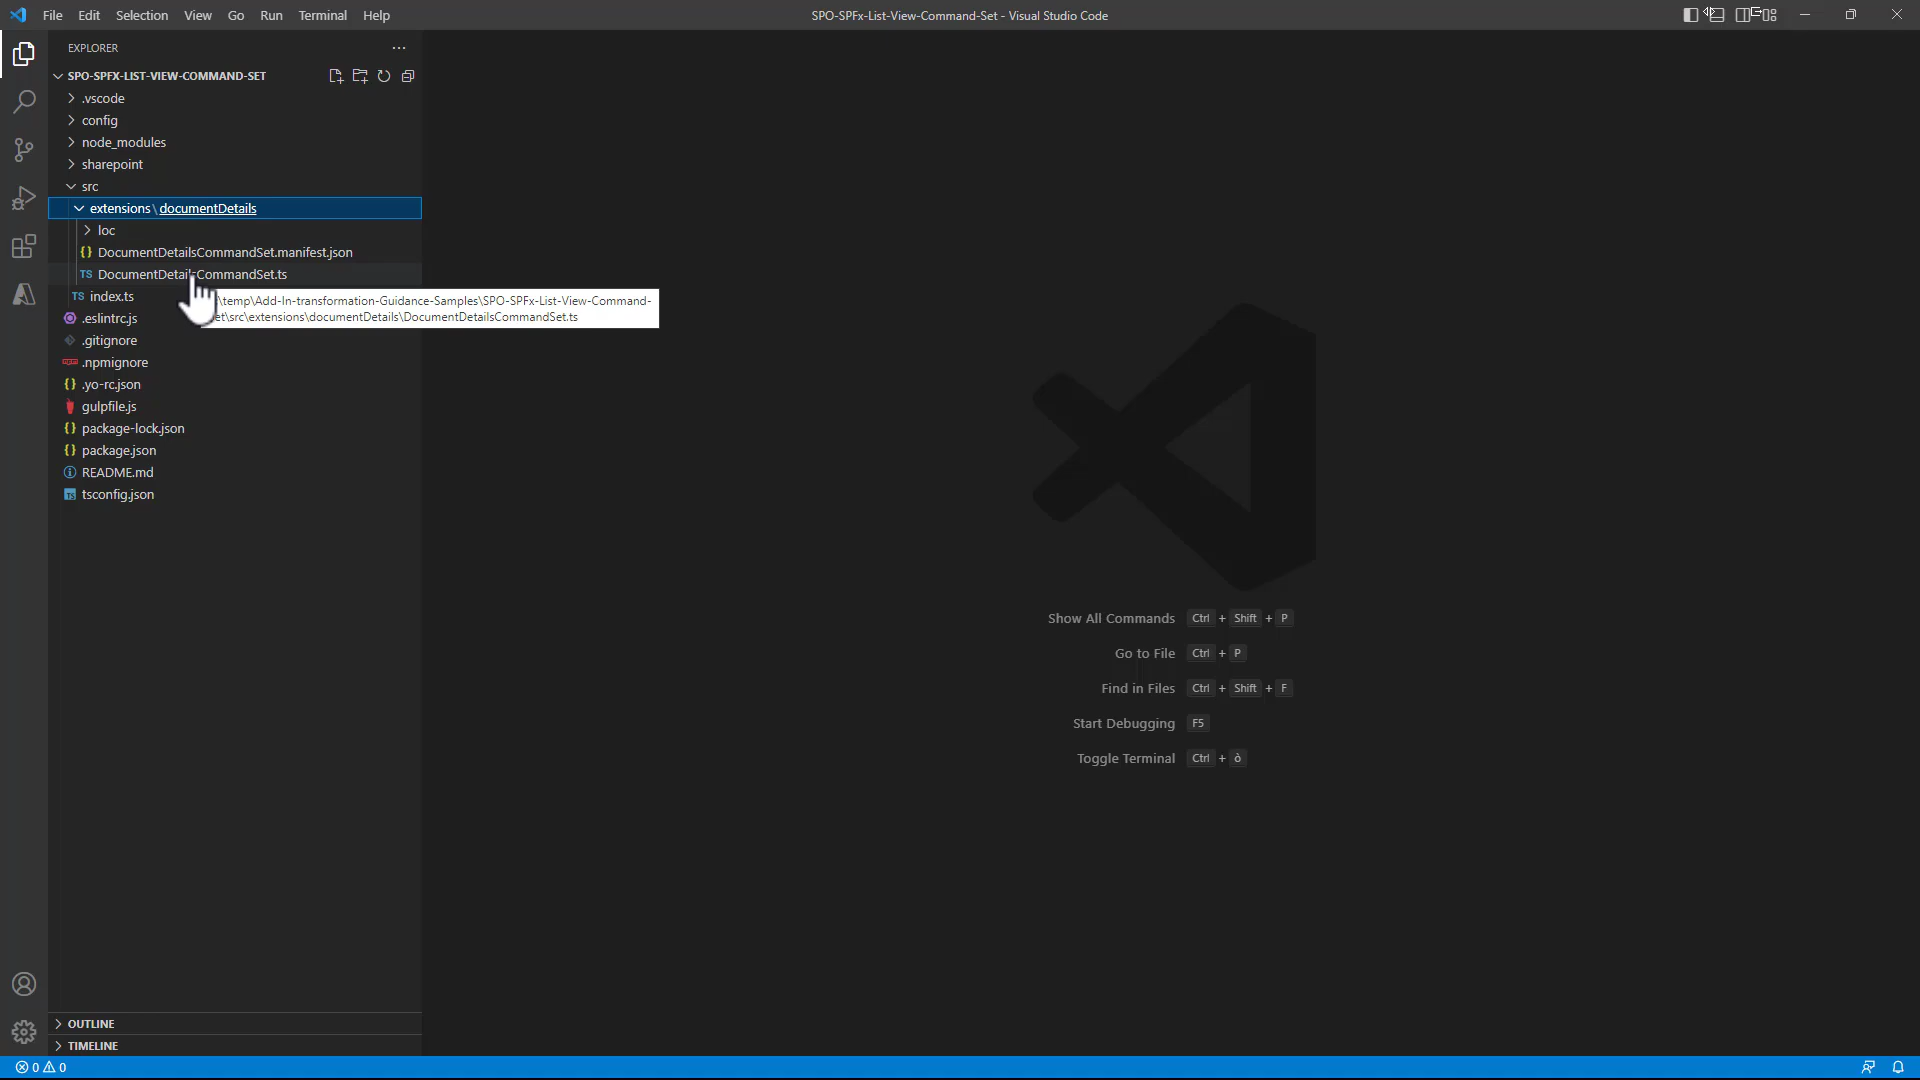 File Edit Selection View Go Run Terminal Help
SPO-SPFx-List-View-Command-Set - Visual Studio Code
EXPLORER
SPO-SPFX-LIST-VIEW-COMMAND-SET
.vscode
config
node_modules
sharepoint
src
extensions\documentDetails
loc
{} DocumentDetailsCommandSet.manifest.json
TS DocumentDetailsCommandSet.ts
\temp\Add-In-transformation-Guidance-Samples\SPO-SPFx-List-View-Command-
et\src\extensions\documentDetails\DocumentDetailsCommandSet.ts
TS index.ts
.eslintrc.js
.gitignore
.npmignore
{} .yo-rc.json
gulpfile.js
{} package-lock.json
{} package.json
README.md
TS tsconfig.json
Show All Commands Ctrl + Shift + P
Go to File Ctrl + P
Find in Files Ctrl + Shift + F
Start Debugging F5
Toggle Terminal Ctrl + ò
OUTLINE
TIMELINE
0 0